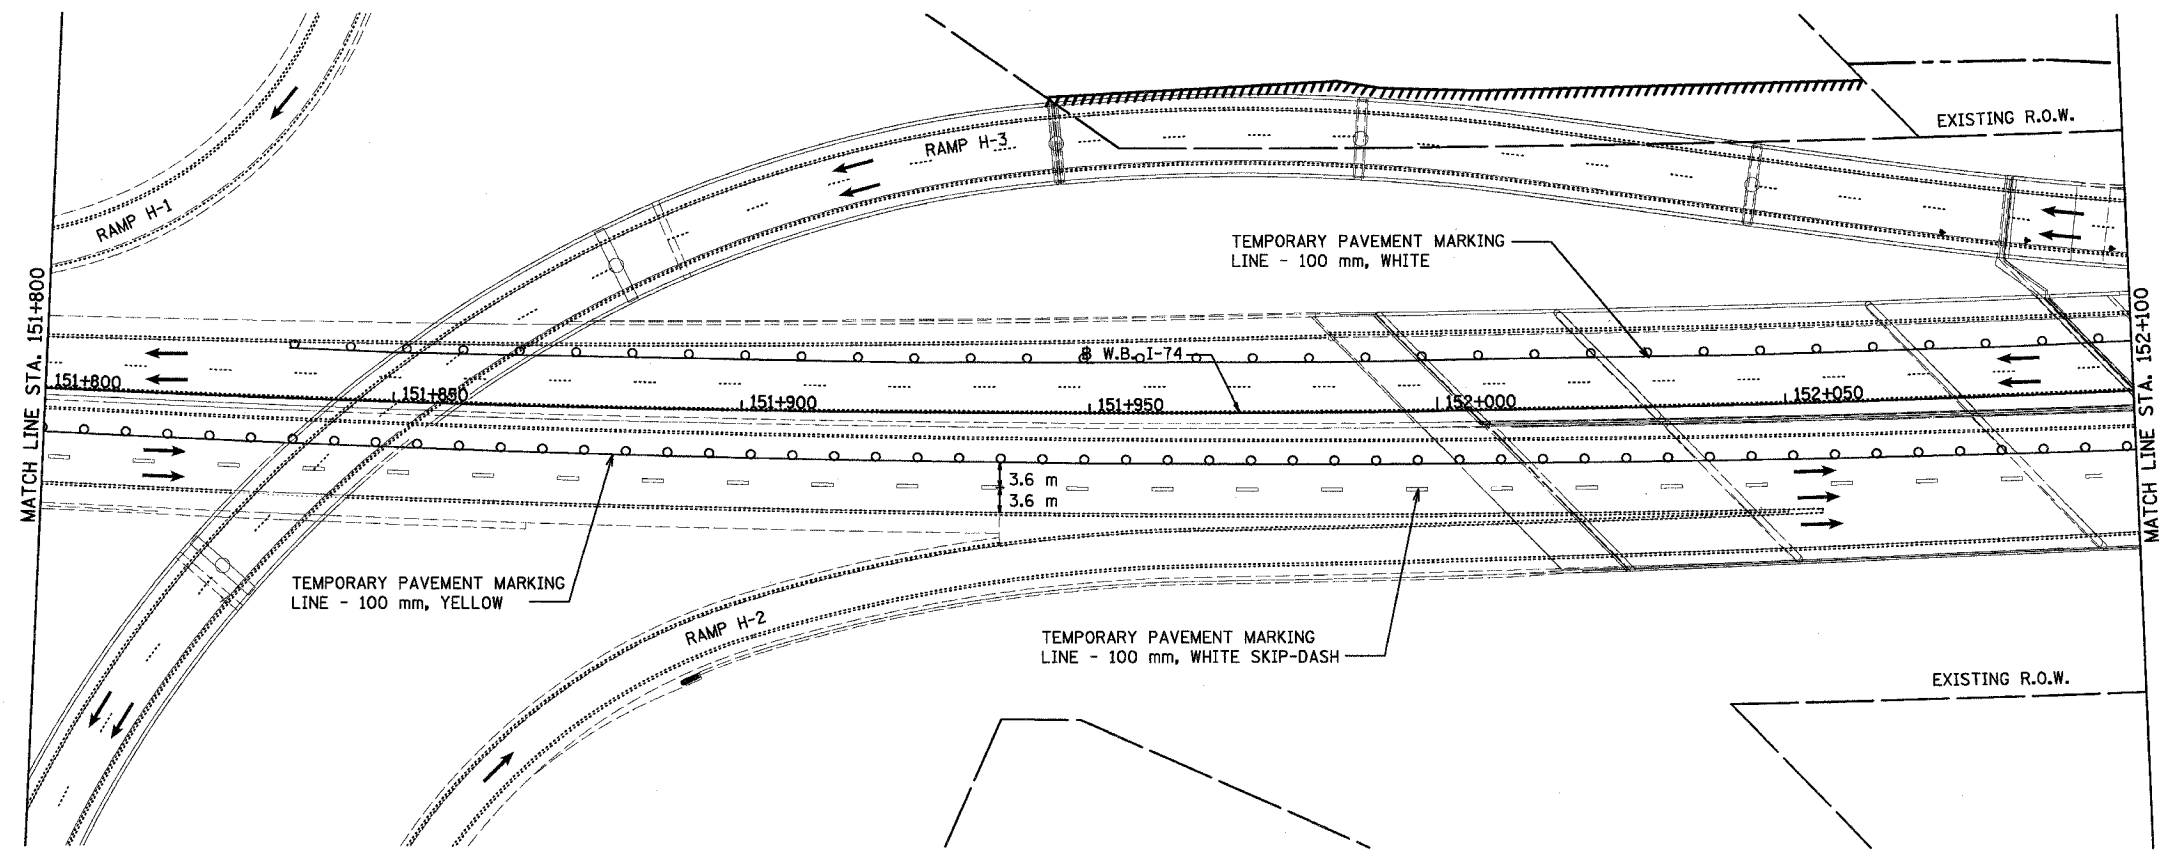 EXISTING R.O.W.
RAMP H-3
RAMP H-1
TEMPORARY PAVEMENT MARKING
LINE - 100 mm, WHITE
MATCH LINE STA. 151+800
MATCH LINE STA. 152+100
W.B. I-74
151+800
151+850
151+900
151+950
152+000
152+050
3.6 m
3.6 m
TEMPORARY PAVEMENT MARKING
LINE - 100 mm, YELLOW
RAMP H-2
TEMPORARY PAVEMENT MARKING
LINE - 100 mm, WHITE SKIP-DASH
EXISTING R.O.W.